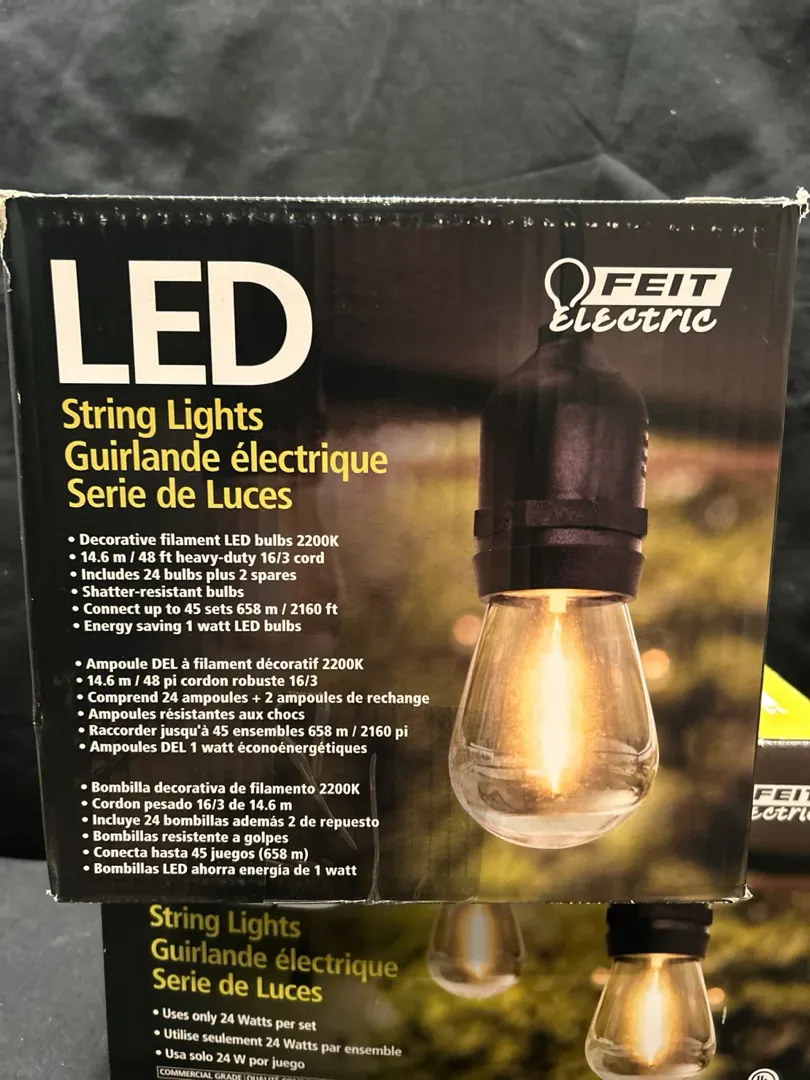 LED
FEIT
Electric
String Lights
Guirlande électrique
Serie de Luces
• Decorative filament LED bulbs 2200K
• 14.6 m / 48 ft heavy-duty 16/3 cord
• Includes 24 bulbs plus 2 spares
• Shatter-resistant bulbs
• Connect up to 45 sets 658 m / 2160 ft
• Energy saving 1 watt LED bulbs
• Ampoule DEL à filament décoratif 2200K
• 14.6 m / 48 pi cordon robuste 16/3
• Comprend 24 ampoules + 2 ampoules de rechange
• Ampoules résistantes aux chocs
• Raccorder jusqu'à 45 ensembles 658 m / 2160 pi
• Ampoules DEL 1 watt éconoénergétiques
• Bombilla decorativa de filamento 2200K
• Cordon pesado 16/3 de 14.6 m
• Incluye 24 bombillas además 2 de repuesto
• Bombillas resistente a golpes
• Conecta hasta 45 juegos (658 m)
• Bombillas LED ahorra energía de 1 watt
FEIT
Electric
String Lights
Guirlande électrique
Serie de Luces
• Uses only 24 Watts per set
• Utilise seulement 24 Watts par ensemble
• Usa solo 24 W por juego
COMMERCIAL GRADE